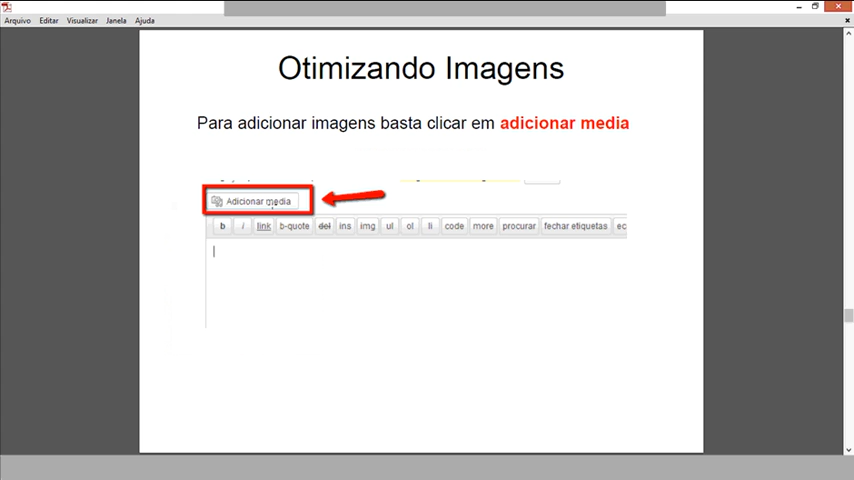 Arquivo Editar Visualizar Janela Ajuda
Otimizando Imagens
Para adicionar imagens basta clicar em adicionar media
Adicionar media
b i link b-quote del ins img ul ol li code more procurar fechar etiquetas